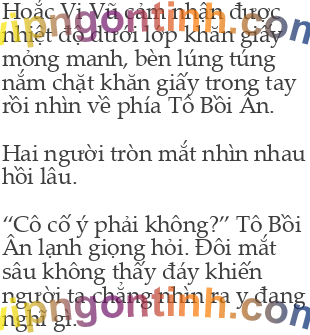 Hoắc Vi Vũ cảm nhận được
nhiệt độ dưới lớp khăn giấy
mỏng manh, bèn lúng túng
nắm chặt khăn giấy trong tay
rồi nhìn về phía Tô Bồi Ân.

Hai người tròn mắt nhìn nhau
hồi lâu.

“Cô cố ý phải không?” Tô Bồi
Ân lạnh giọng hỏi. Đôi mắt
sâu không thấy đáy khiến
người ta chẳng nhìn ra y đang
nghĩ gì.
vipngontinh.com
vipngontinh.com